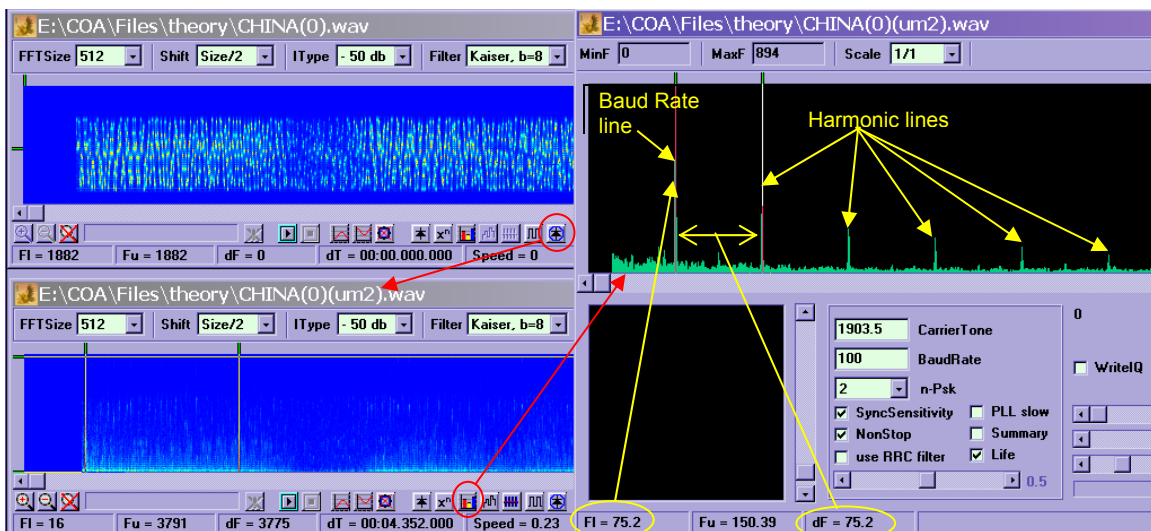 E:\COA\Files\theory\CHINA(0).wav
FFTSize 512 Shift Size/2 IType - 50 db Filter Kaiser, b=8
Fl = 1882 Fu = 1882 dF = 0 dT = 00:00.000.000 Speed = 0
E:\COA\Files\theory\CHINA(0)(um2).wav
FFTSize 512 Shift Size/2 IType - 50 db Filter Kaiser, b=8
Fl = 16 Fu = 3791 dF = 3775 dT = 00:04.352.000 Speed = 0.23
E:\COA\Files\theory\CHINA(0)(um2).wav
MinF 0 MaxF 894 Scale 1/1
Baud Rate
line
Harmonic lines
1903.5 CarrierTone
100 BaudRate
2 n-Psk
SyncSensitivity PLL slow
NonStop Summary
use RRC filter Life
0.5
0
WriteIQ
Fl = 75.2 Fu = 150.39 dF = 75.2